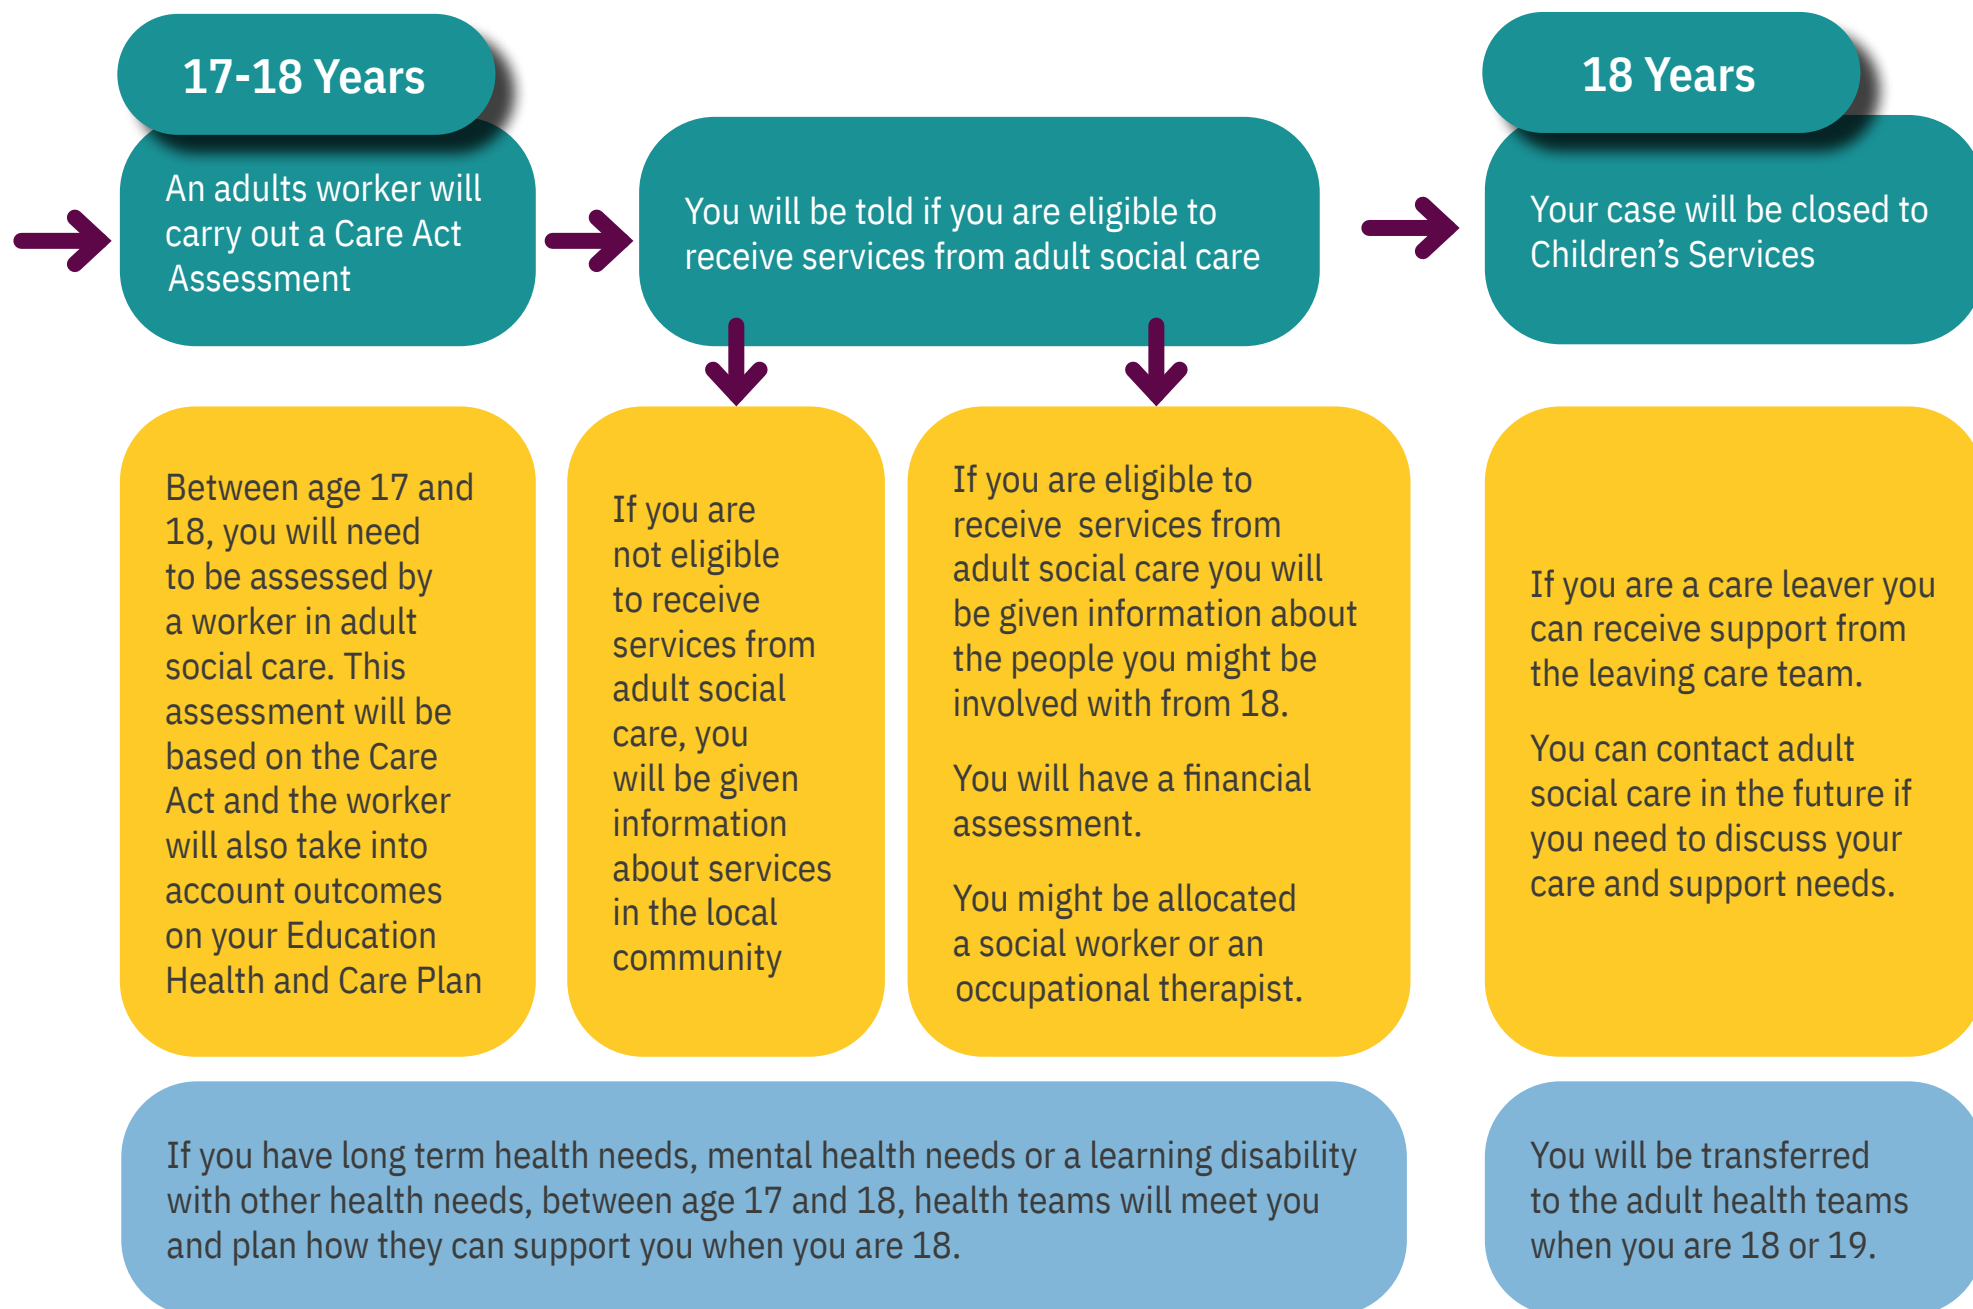 17-18 Years
An adults worker will
carry out a Care Act
Assessment
You will be told if you are eligible to
receive services from adult social care
18 Years
Your case will be closed to
Children’s Services
Between age 17 and
18, you will need
to be assessed by
a worker in adult
social care. This
assessment will be
based on the Care
Act and the worker
will also take into
account outcomes
on your Education
Health and Care Plan
If you are
not eligible
to receive
services from
adult social
care, you
will be given
information
about services
in the local
community
If you are eligible to
receive services from
adult social care you will
be given information about
the people you might be
involved with from 18.
You will have a financial
assessment.
You might be allocated
a social worker or an
occupational therapist.
If you are a care leaver you
can receive support from
the leaving care team.
You can contact adult
social care in the future if
you need to discuss your
care and support needs.
If you have long term health needs, mental health needs or a learning disability
with other health needs, between age 17 and 18, health teams will meet you
and plan how they can support you when you are 18.
You will be transferred
to the adult health teams
when you are 18 or 19.